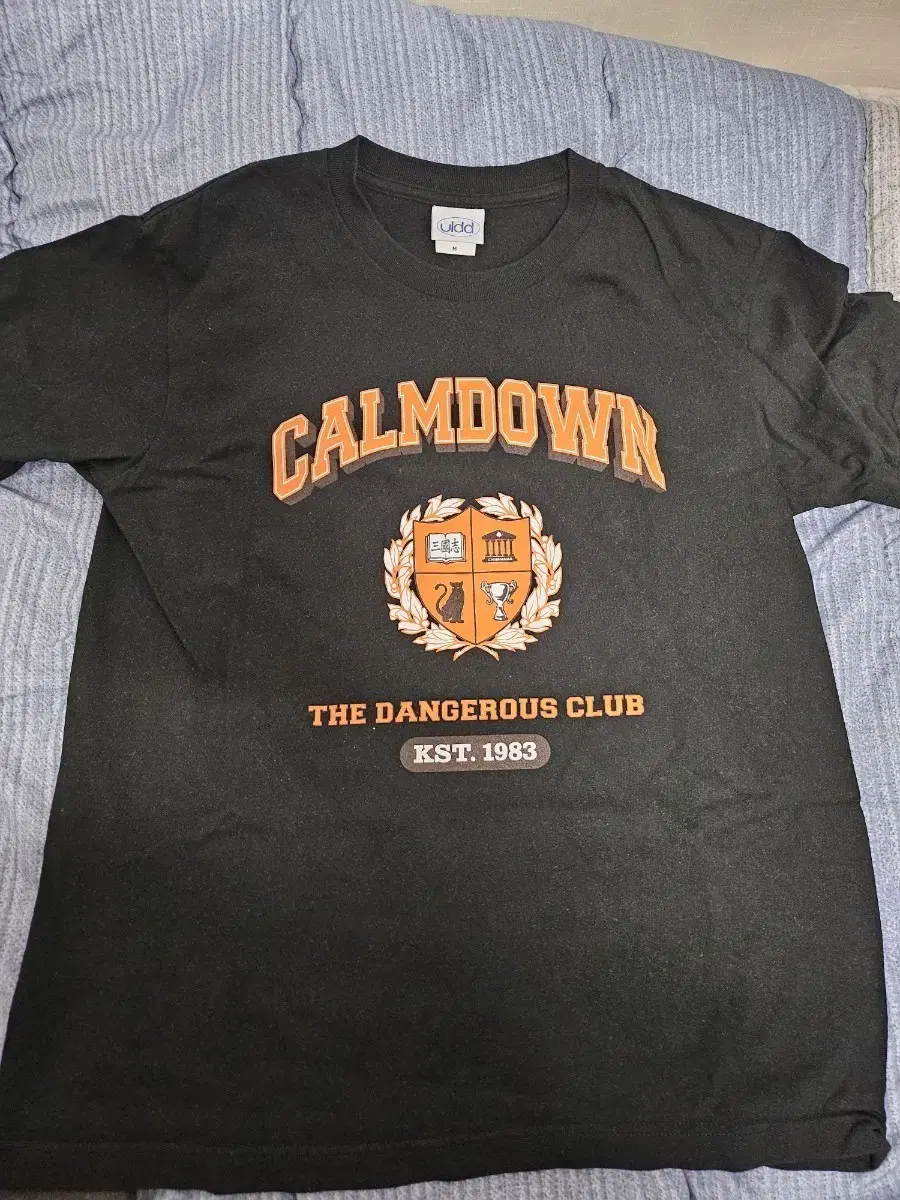 uldd
M
CALMDOWN
三國志
THE DANGEROUS CLUB
KST. 1983